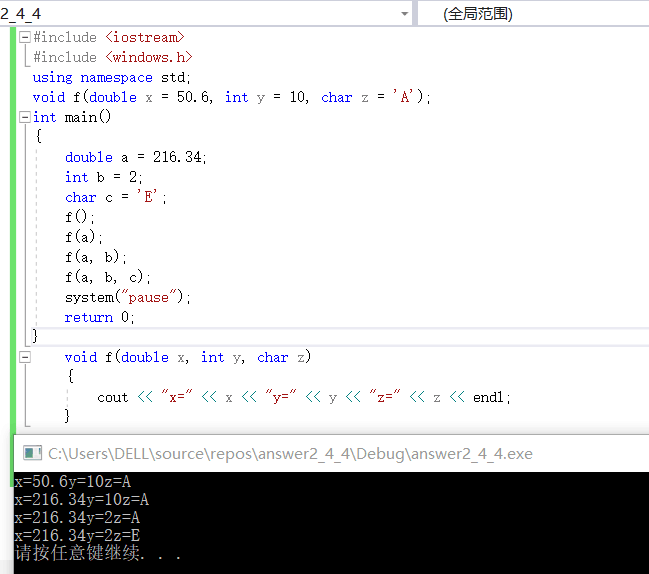 2_4_4 (全局范围)
#include <iostream>
#include <windows.h>
using namespace std;
void f(double x = 50.6, int y = 10, char z = 'A');
int main()
{
double a = 216.34;
int b = 2;
char c = 'E';
f();
f(a);
f(a, b);
f(a, b, c);
system("pause");
return 0;
}
void f(double x, int y, char z)
{
cout << "x=" << x << "y=" << y << "z=" << z << endl;
}
C:\Users\DELL\source\repos\answer2_4_4\Debug\answer2_4_4.exe
x=50.6y=10z=A
x=216.34y=10z=A
x=216.34y=2z=A
x=216.34y=2z=E
请按任意键继续. . .